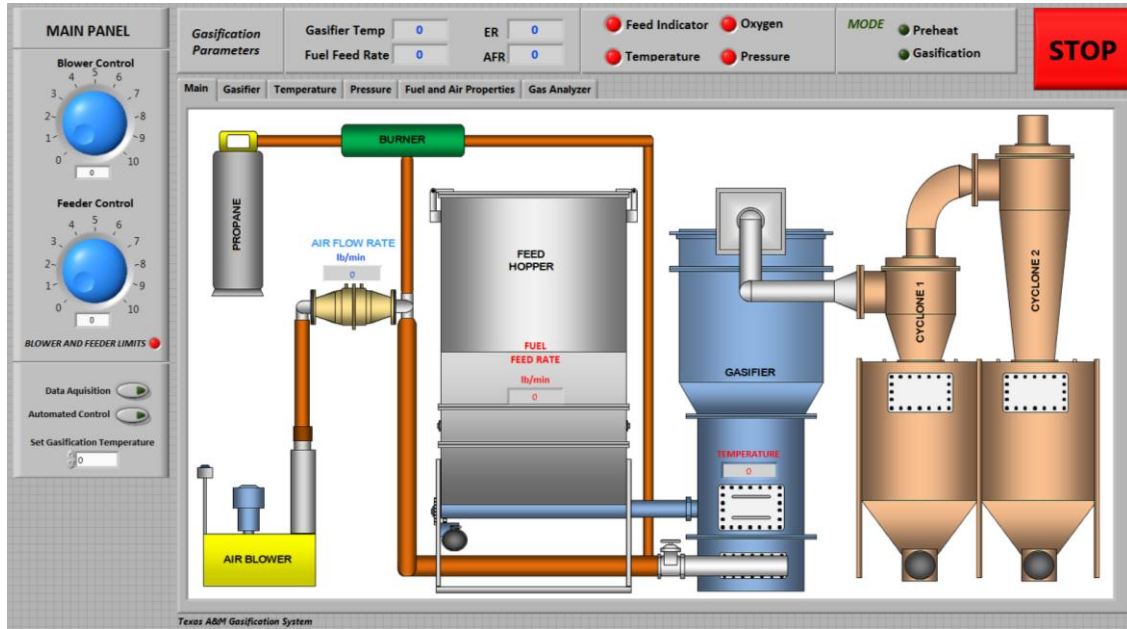 MAIN PANEL
Blower Control
0 1 2 3 4 5 6 7 8 9 10
0
Feeder Control
0 1 2 3 4 5 6 7 8 9 10
0
BLOWER AND FEEDER LIMITS
Data Aquisition
Automated Control
Set Gasification Temperature
0
Gasification
Parameters
Gasifier Temp 0 ER 0
Fuel Feed Rate 0 AFR 0
Feed Indicator Oxygen
Temperature Pressure
MODE Preheat
Gasification
STOP
Main Gasifier Temperature Pressure Fuel and Air Properties Gas Analyzer
BURNER
PROPANE
AIR FLOW RATE
lb/min
0
FEED
HOPPER
FUEL
FEED RATE
lb/min
0
GASIFIER
TEMPERATURE
0
CYCLONE 1
CYCLONE 2
AIR BLOWER
Texas A&M Gasification System